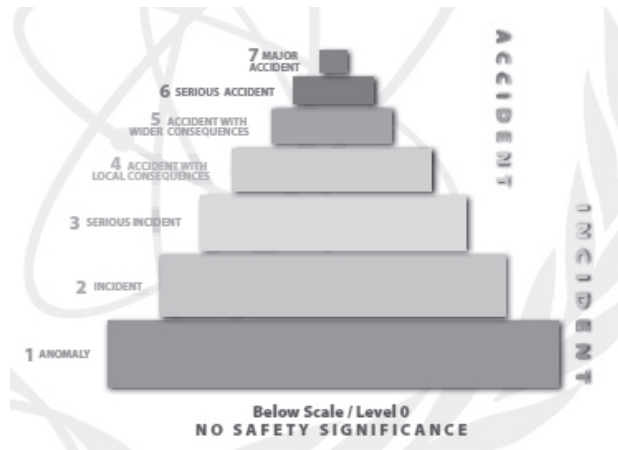 7 MAJOR
ACCIDENT
6 SERIOUS ACCIDENT
5 ACCIDENT WITH
WIDER CONSEQUENCES
4 ACCIDENT WITH
LOCAL CONSEQUENCES
3 SERIOUS INCIDENT
2 INCIDENT
1 ANOMALY
ACCIDENT
INCIDENT
Below Scale / Level 0
NO SAFETY SIGNIFICANCE